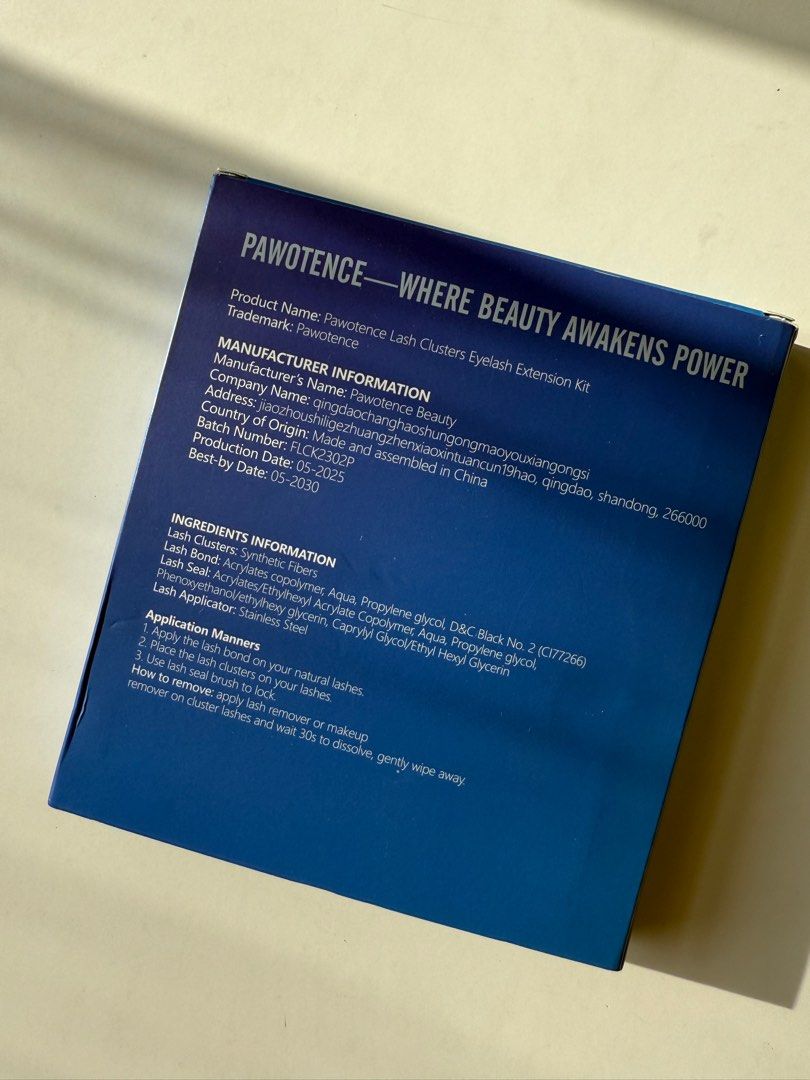 PAWOTENCE—WHERE BEAUTY AWAKENS POWER
Product Name: Pawotence Lash Clusters Eyelash Extension Kit
Trademark: Pawotence
MANUFACTURER INFORMATION
Manufacturer's Name: Pawotence Beauty
Company Name: qingdaochanghaoshungongmaoyouxiangongsi
Address: jiaozhoushiligezhuangzhenxiaoxintuancun19hao, qingdao, shandong, 266000
Country of Origin: Made and assembled in China
Batch Number: FLCK2302P
Production Date: 05-2025
Best-by Date: 05-2030
INGREDIENTS INFORMATION
Lash Clusters: Synthetic Fibers
Lash Bond: Acrylates copolymer, Aqua, Propylene glycol, D&C Black No. 2 (CI77266)
Lash Seal: Acrylates/Ethylhexyl Acrylate Copolymer, Aqua, Propylene glycol,
Phenoxyethanol/ethylhexy glycerin, Caprylyl Glycol/Ethyl Hexyl Glycerin
Lash Applicator: Stainless Steel
Application Manners
1. Apply the lash bond on your natural lashes.
2. Place the lash clusters on your lashes.
3. Use lash seal brush to lock.
How to remove: apply lash remover or makeup
remover on cluster lashes and wait 30s to dissolve, gently wipe away.